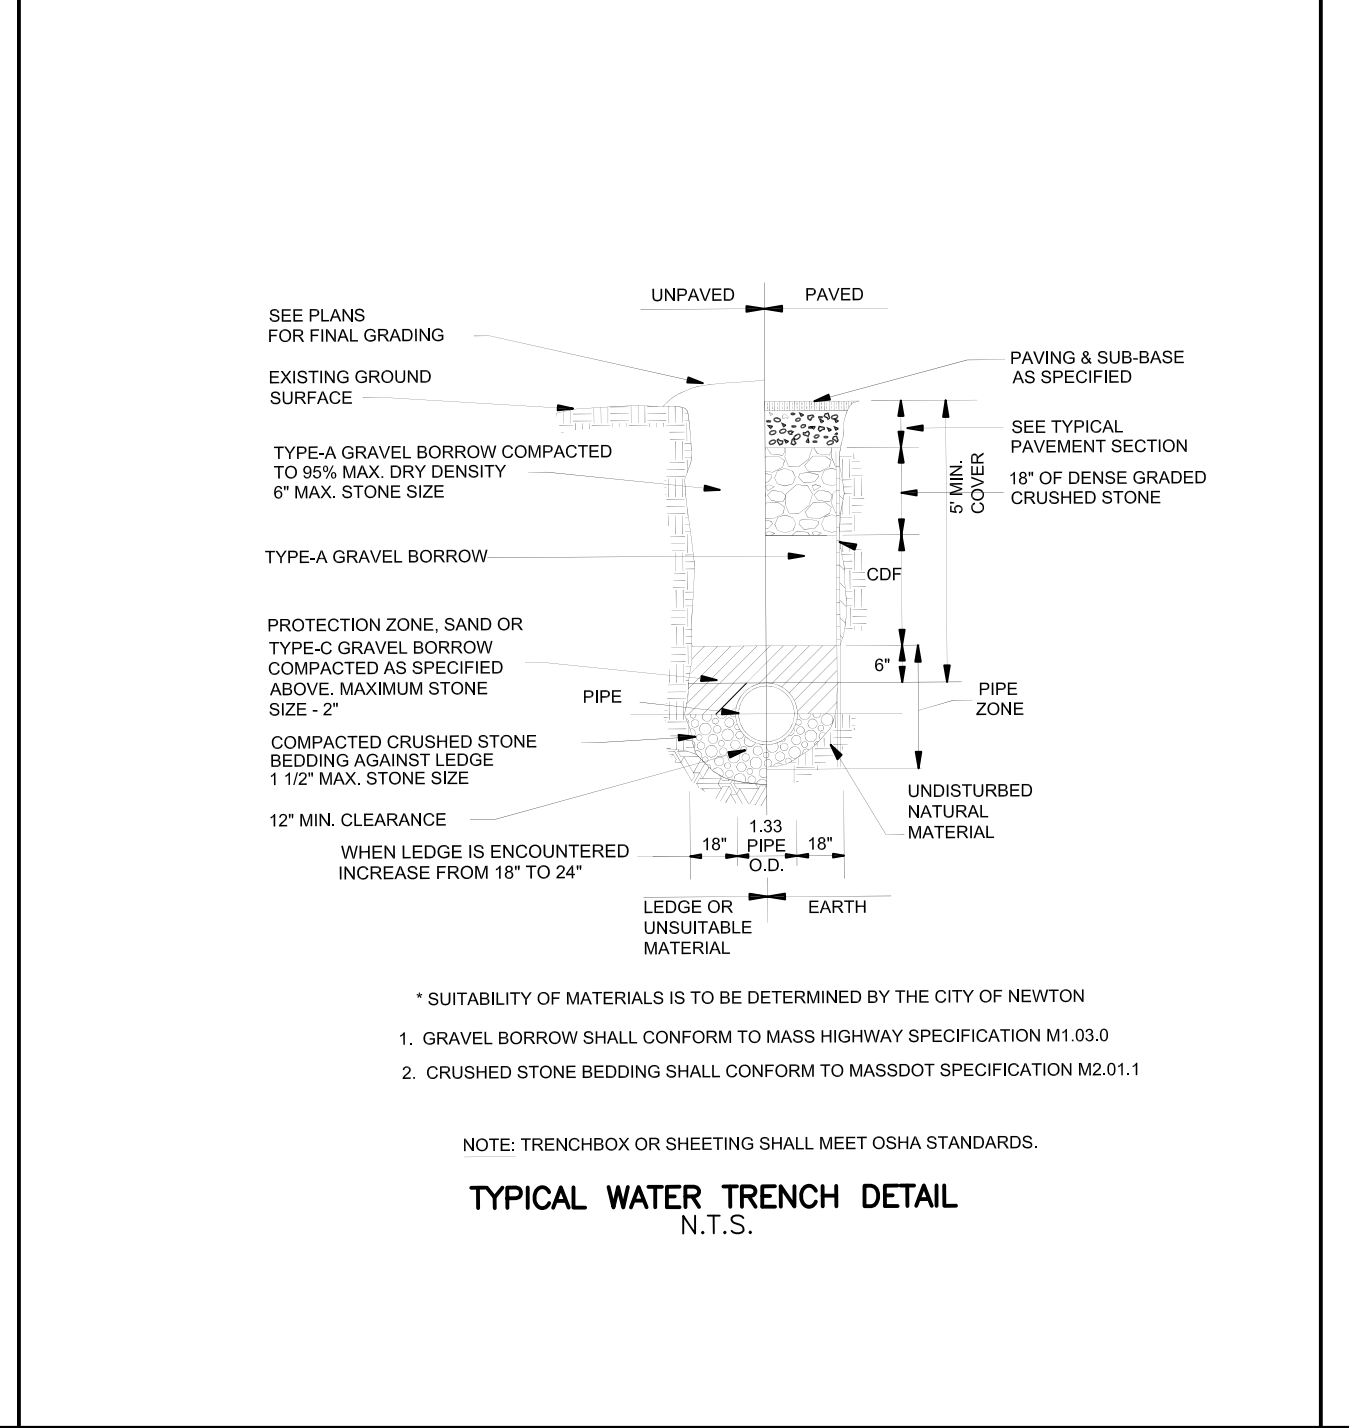 UNPAVED
PAVED
SEE PLANS
FOR FINAL GRADING
EXISTING GROUND
SURFACE
TYPE-A GRAVEL BORROW COMPACTED
TO 95% MAX. DRY DENSITY
6" MAX. STONE SIZE
TYPE-A GRAVEL BORROW
PROTECTION ZONE, SAND OR
TYPE-C GRAVEL BORROW
COMPACTED AS SPECIFIED
ABOVE. MAXIMUM STONE
SIZE - 2"
PIPE
COMPACTED CRUSHED STONE
BEDDING AGAINST LEDGE
1 1/2" MAX. STONE SIZE
12" MIN. CLEARANCE
WHEN LEDGE IS ENCOUNTERED
INCREASE FROM 18" TO 24"
PAVING & SUB-BASE
AS SPECIFIED
SEE TYPICAL
PAVEMENT SECTION
18" OF DENSE GRADED
CRUSHED STONE
5' MIN.
COVER
CDF
6"
PIPE
ZONE
UNDISTURBED
NATURAL
MATERIAL
18"
1.33
PIPE
O.D.
18"
LEDGE OR
UNSUITABLE
MATERIAL
EARTH
* SUITABILITY OF MATERIALS IS TO BE DETERMINED BY THE CITY OF NEWTON
1. GRAVEL BORROW SHALL CONFORM TO MASS HIGHWAY SPECIFICATION M1.03.0
2. CRUSHED STONE BEDDING SHALL CONFORM TO MASSDOT SPECIFICATION M2.01.1
NOTE: TRENCHBOX OR SHEETING SHALL MEET OSHA STANDARDS.
TYPICAL WATER TRENCH DETAIL
N.T.S.